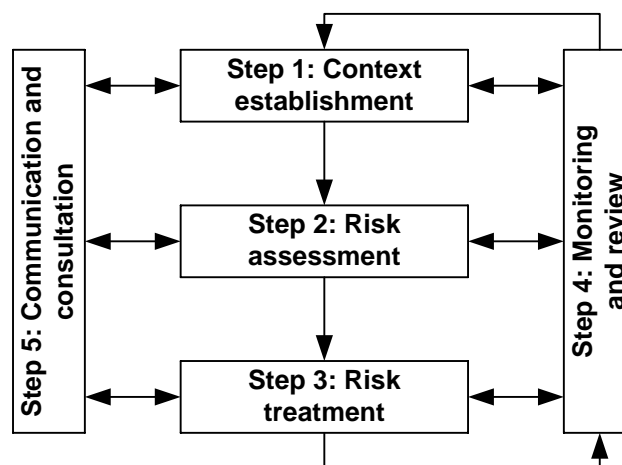 Step 1: Context
establishment
Step 5: Communication and
consultation
Step 2: Risk
assessment
Step 4: Monitoring
and review
Step 3: Risk
treatment